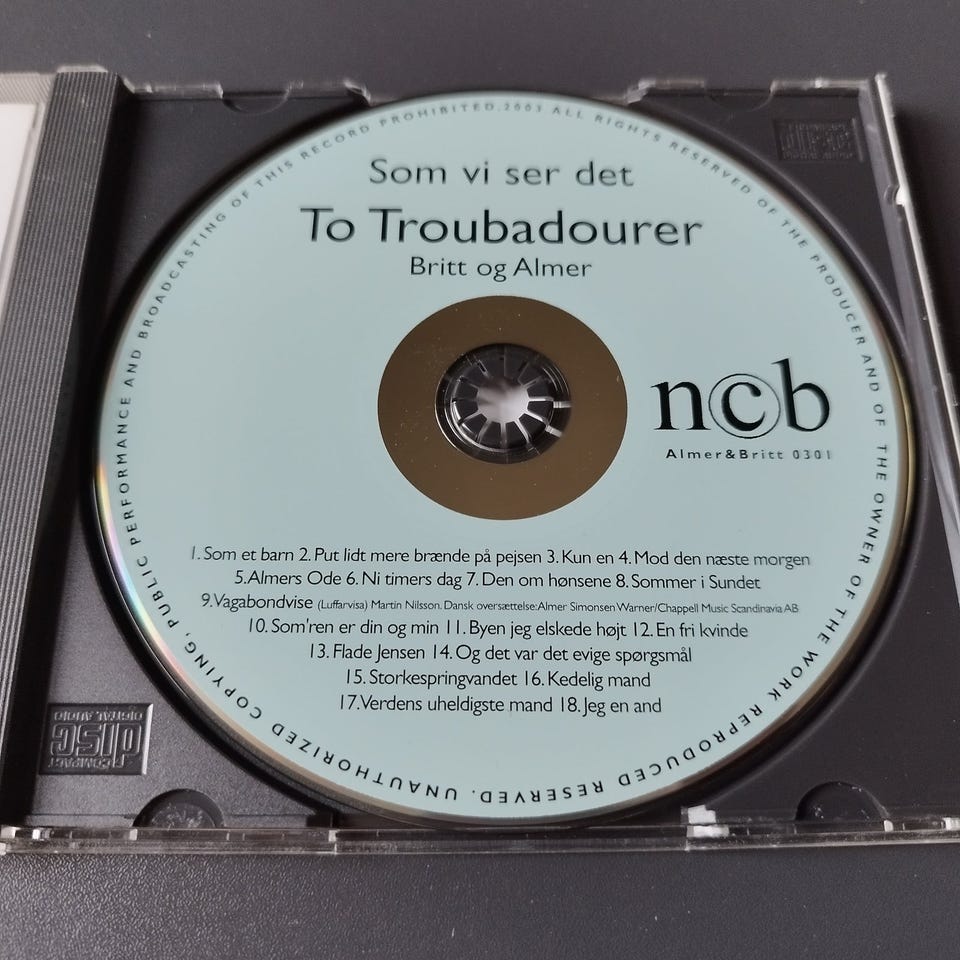 Som vi ser det
To Troubadourer
Britt og Almer
ncb
Almer&Britt 0301
1. Som et barn 2. Put lidt mere brænde på pejsen 3. Kun en 4. Mod den næste morgen
5.Almers Ode 6. Ni timers dag 7. Den om hønsene 8. Sommer i Sundet
9.Vagabondvise (Luffarvisa) Martin Nilsson. Dansk oversættelse:Almer Simonsen Warner/Chappell Music Scandinavia AB
10. Som'ren er din og min 11. Byen jeg elskede højt 12. En fri kvinde
13. Flade Jensen 14. Og det var det evige spørgsmål
15. Storkespringvandet 16. Kedelig mand
17.Verdens uheldigste mand 18. Jeg en and
ALL RIGHTS RESERVED OF THE PRODUCER AND OF THE OWNER OF THE WORK REPRODUCED RESERVED. UNAUTHORIZED COPYING, PUBLIC PERFORMANCE AND BROADCASTING OF THIS RECORD PROHIBITED.2003
COMPACT
disc
DIGITAL AUDIO